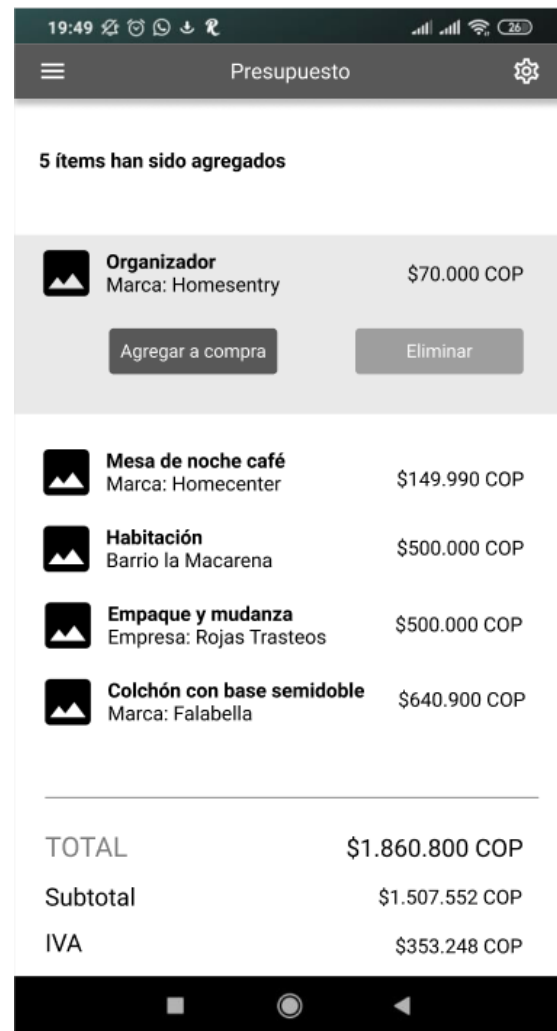 19:49 26
Presupuesto
5 ítems han sido agregados
Organizador
Marca: Homesentry
$70.000 COP
Agregar a compra
Eliminar
Mesa de noche café
Marca: Homecenter
$149.990 COP
Habitación
Barrio la Macarena
$500.000 COP
Empaque y mudanza
Empresa: Rojas Trasteos
$500.000 COP
Colchón con base semidoble
Marca: Falabella
$640.900 COP
TOTAL $1.860.800 COP
Subtotal $1.507.552 COP
IVA $353.248 COP